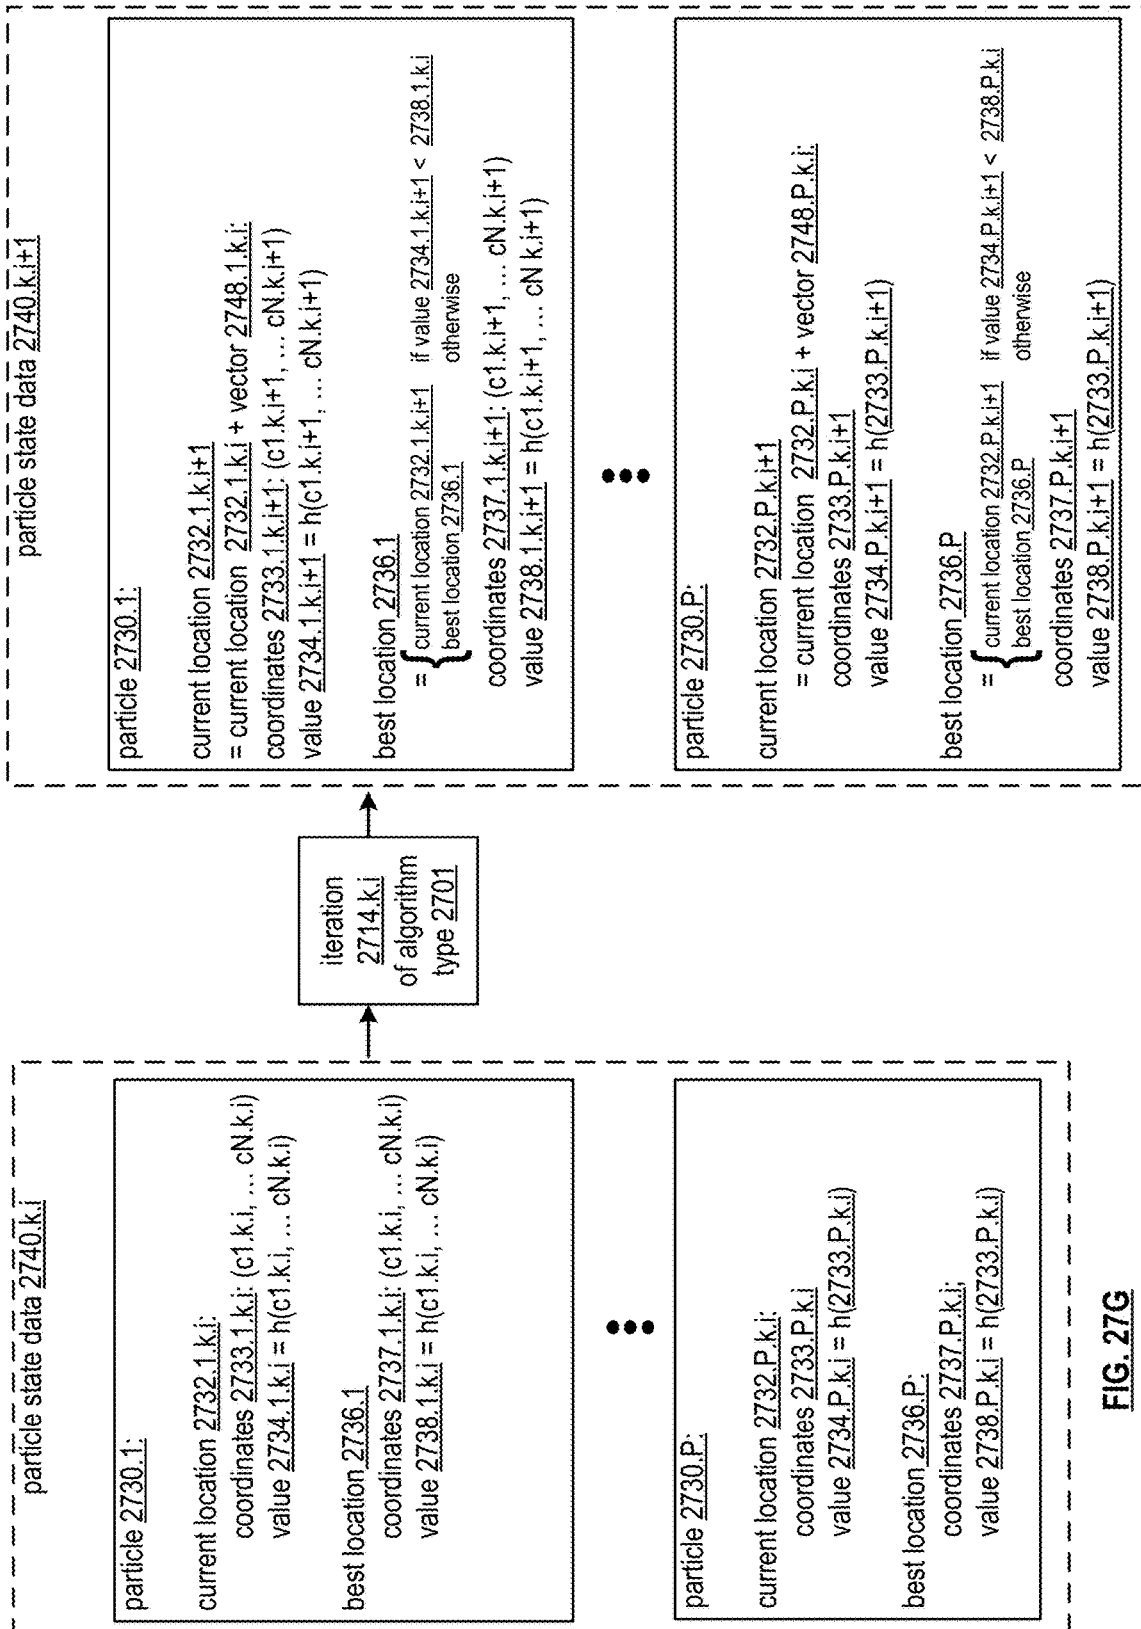 particle state data 2740.k.i
particle 2730.1:
current location 2732.1.k.i:
coordinates 2733.1.k.i: (c1.k.i, … cN.k.i)
value 2734.1.k.i = h(c1.k.i, … cN.k.i)
best location 2736.1
coordinates 2737.1.k.i: (c1.k.i, … cN.k.i)
value 2738.1.k.i = h(c1.k.i, … cN.k.i)
•••
particle 2730.P:
current location 2732.P.k.i:
coordinates 2733.P.k.i
value 2734.P.k.i = h(2733.P.k.i)
best location 2736.P:
coordinates 2737.P.k.i;
value 2738.P.k.i = h(2733.P.k.i)
iteration
2714.k.i
of algorithm
type 2701
particle state data 2740.k.i+1
particle 2730.1:
current location 2732.1.k.i+1
= current location 2732.1.k.i + vector 2748.1.k.i:
coordinates 2733.1.k.i+1: (c1.k.i+1, … cN.k.i+1)
value 2734.1.k.i+1 = h(c1.k.i+1, … cN.k.i+1)
best location 2736.1
= { current location 2732.1.k.i+1 if value 2734.1.k.i+1 < 2738.1.k.i
best location 2736.1 otherwise
coordinates 2737.1.k.i+1: (c1.k.i+1, … cN.k.i+1)
value 2738.1.k.i+1 = h(c1.k.i+1, … cN k.i+1)
•••
particle 2730.P:
current location 2732.P.k.i+1
= current location 2732.P.k.i + vector 2748.P.k.i:
coordinates 2733.P.k.i+1
value 2734.P.k.i+1 = h(2733.P.k.i+1)
best location 2736.P
= { current location 2732.P.k.i+1 if value 2734.P.k.i+1 < 2738.P.k.i
best location 2736.P otherwise
coordinates 2737.P.k.i+1
value 2738.P.k.i+1 = h(2733.P.k.i+1)
FIG. 27G